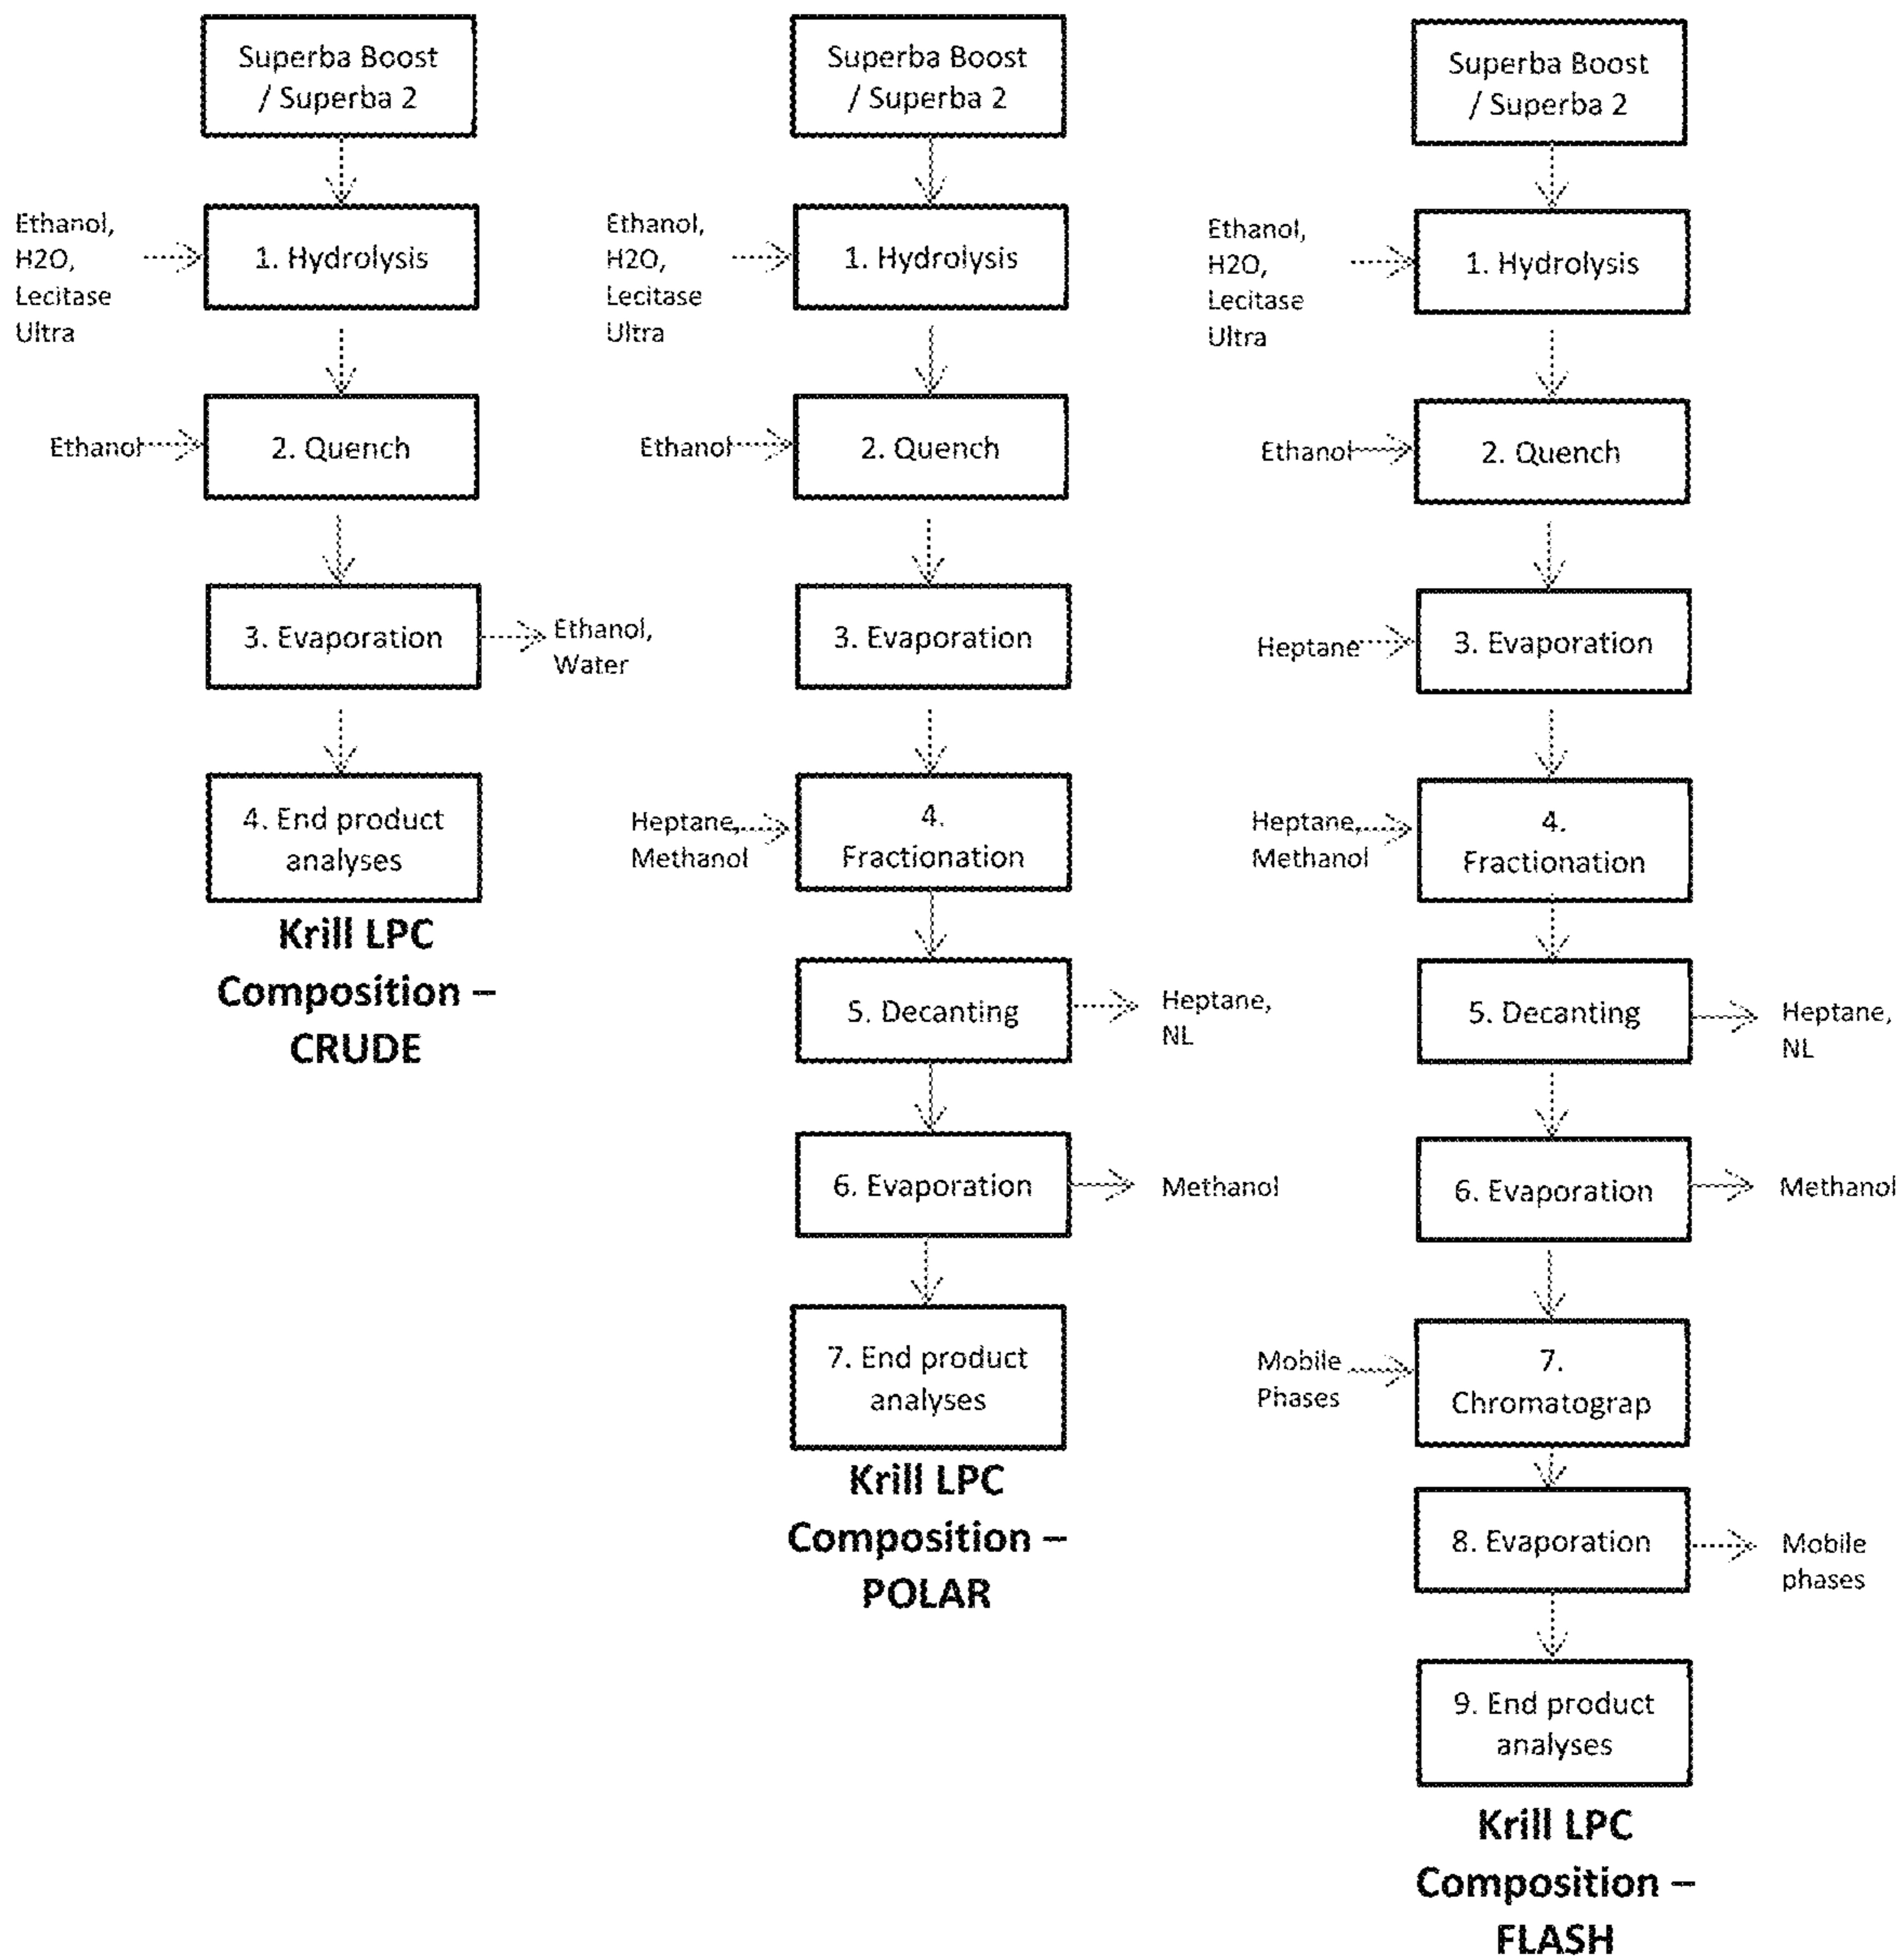 Superba Boost
/ Superba 2
Ethanol,
H2O,
Lecitase
Ultra
1. Hydrolysis
Ethanol
2. Quench
3. Evaporation
Ethanol,
Water
4. End product
analyses
Krill LPC
Composition –
CRUDE
Superba Boost
/ Superba 2
Ethanol,
H2O,
Lecitase
Ultra
1. Hydrolysis
Ethanol
2. Quench
3. Evaporation
Heptane,
Methanol
4.
Fractionation
5. Decanting
Heptane,
NL
6. Evaporation
Methanol
7. End product
analyses
Krill LPC
Composition –
POLAR
Superba Boost
/ Superba 2
Ethanol,
H2O,
Lecitase
Ultra
1. Hydrolysis
Ethanol
2. Quench
Heptane
3. Evaporation
Heptane,
Methanol
4.
Fractionation
5. Decanting
Heptane,
NL
6. Evaporation
Methanol
Mobile
Phases
7.
Chromatograp
8. Evaporation
Mobile
phases
9. End product
analyses
Krill LPC
Composition –
FLASH